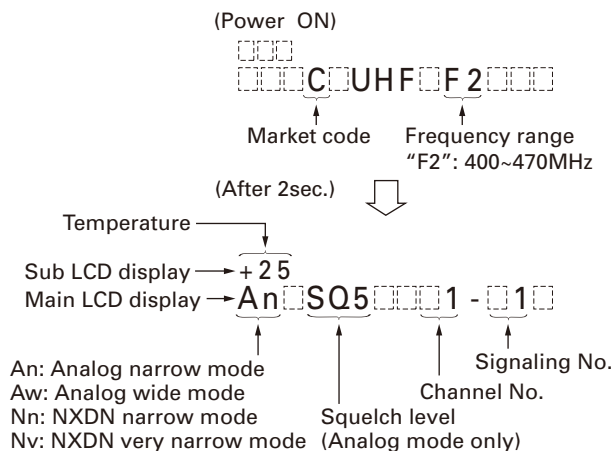 (Power ON)
C UHF F2
Market code
Frequency range
"F2": 400~470MHz
(After 2sec.)
Temperature
Sub LCD display
+25
Main LCD display
An SQ5 1 - 1
An: Analog narrow mode
Aw: Analog wide mode
Nn: NXDN narrow mode
Nv: NXDN very narrow mode
Squelch level
(Analog mode only)
Channel No.
Signaling No.